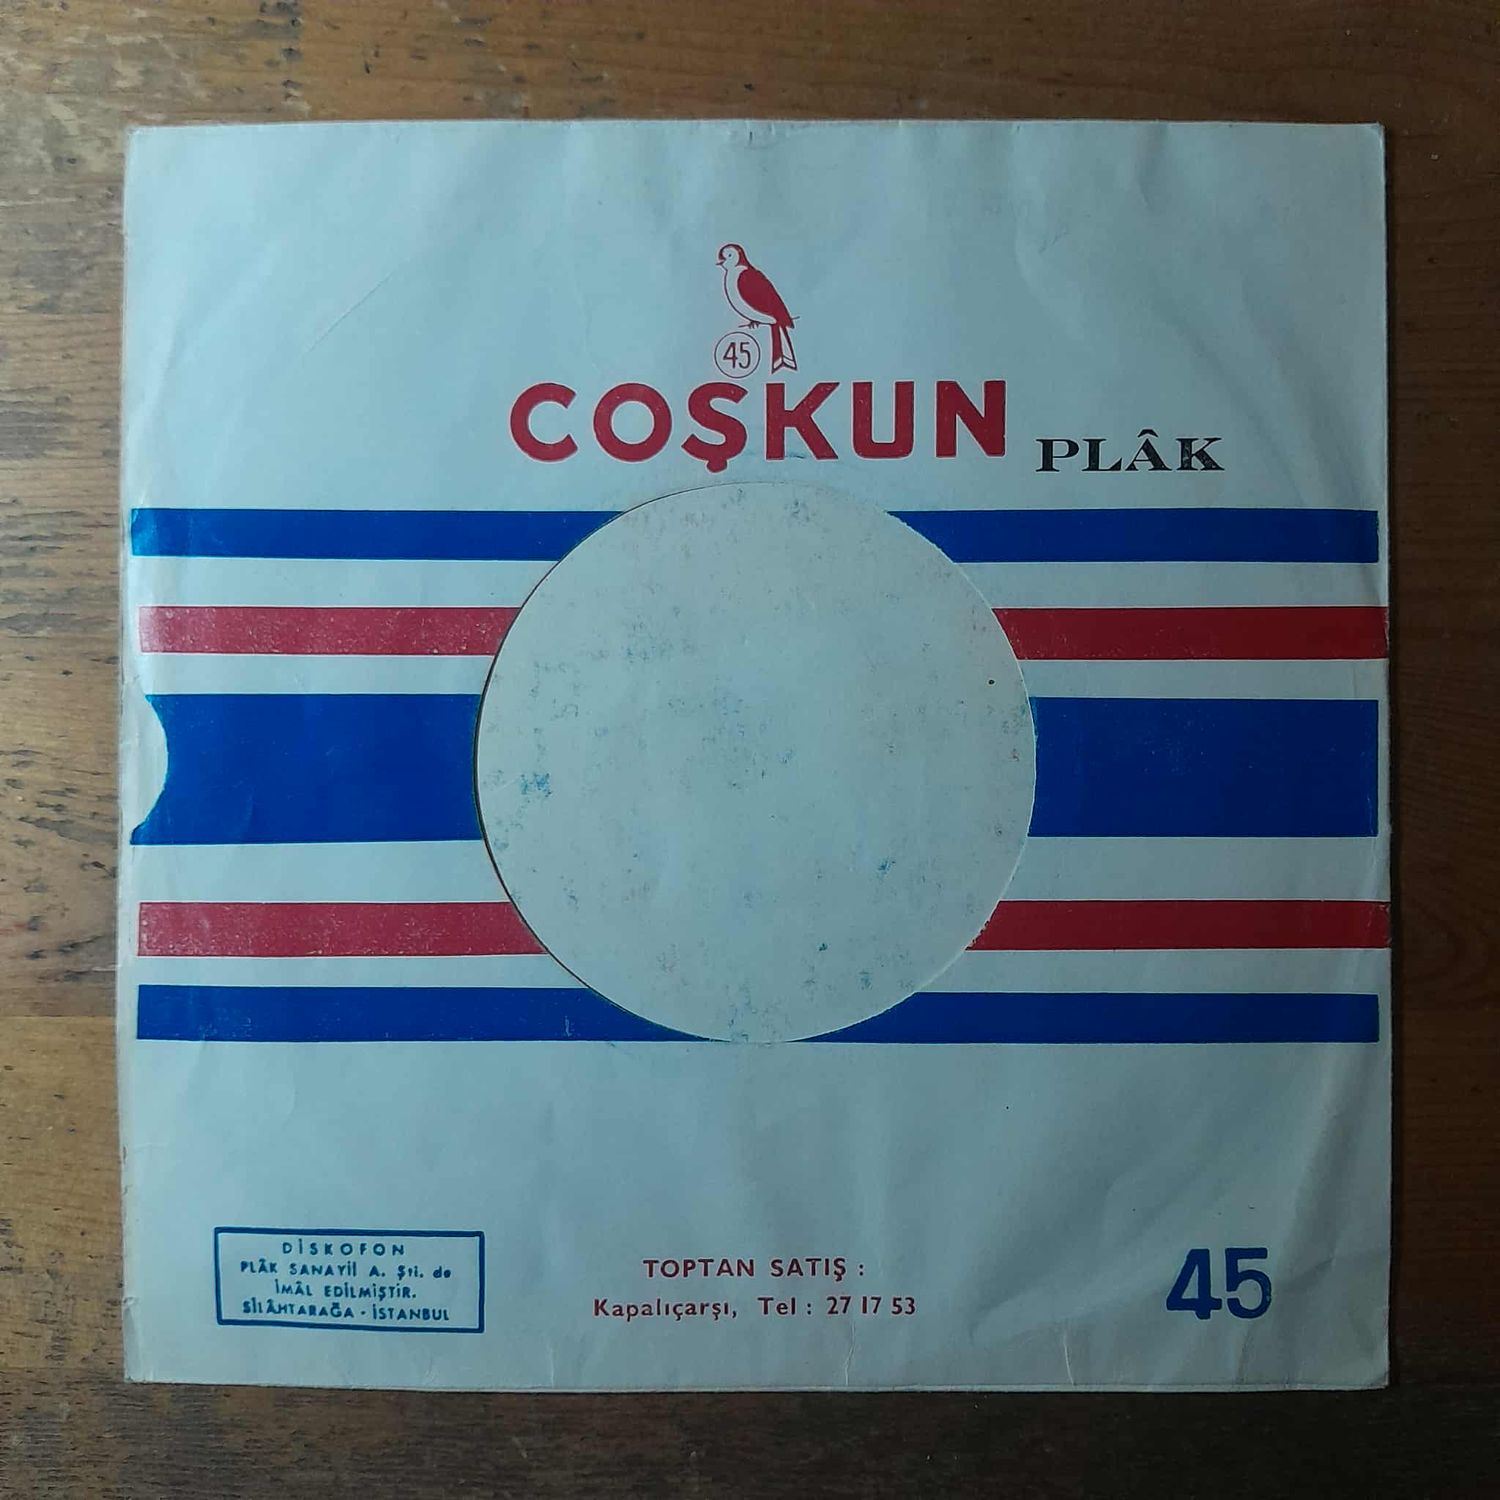 45
COŞKUN PLÂK
DİSKOFON
PLÂK SANAYİİ A. Şti. de
İMÂL EDİLMİŞTİR.
SİLÂHTARAĞA - İSTANBUL
TOPTAN SATIŞ :
Kapalıçarşı, Tel : 27 17 53
45